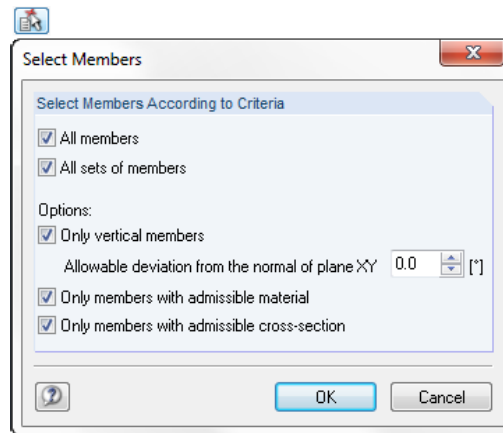 Select Members
Select Members According to Criteria
All members
All sets of members
Options:
Only vertical members
Allowable deviation from the normal of plane XY 0.0 [°]
Only members with admissible material
Only members with admissible cross-section
OK Cancel